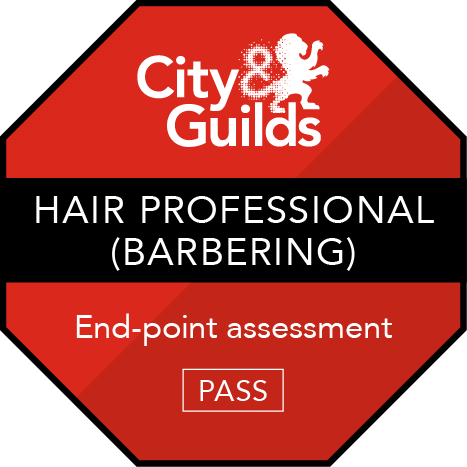 City &
Guilds
HAIR PROFESSIONAL
(BARBERING)
End-point assessment
PASS